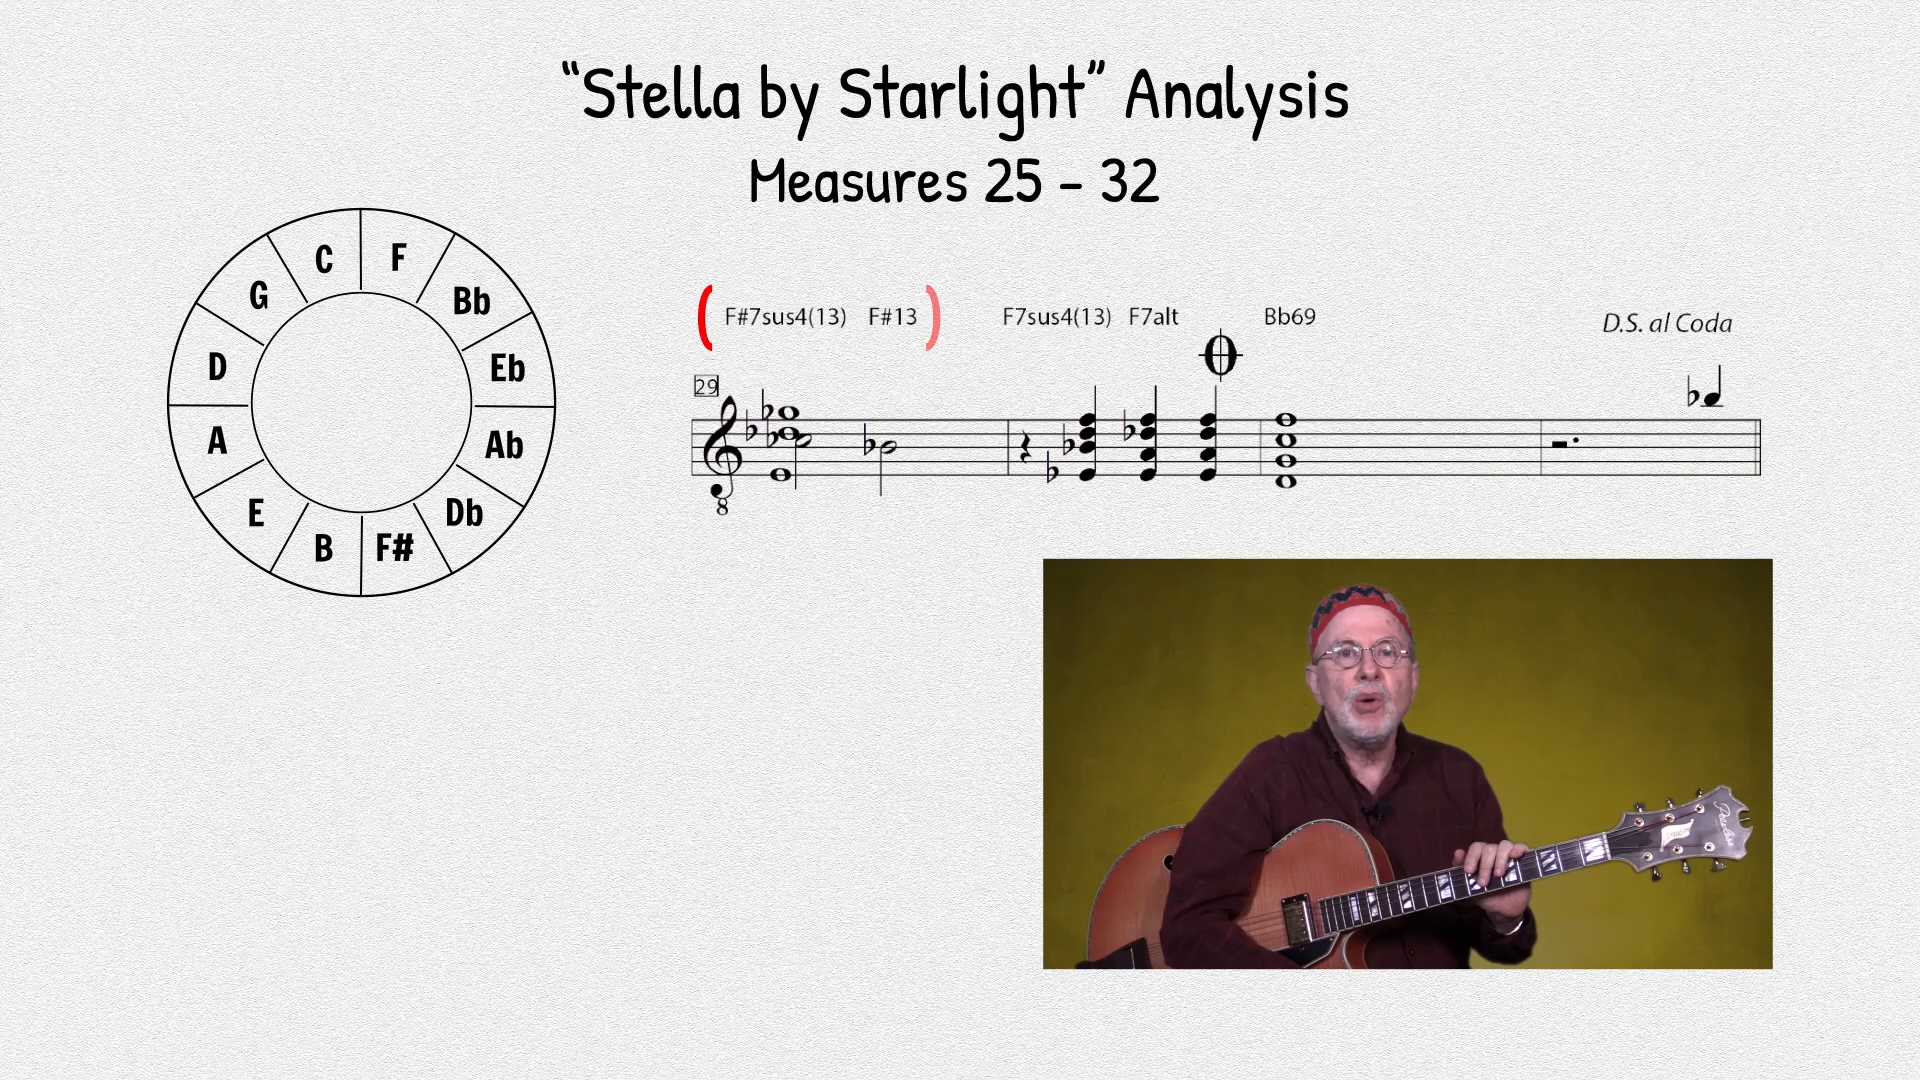 “Stella by Starlight” Analysis
Measures 25 - 32
C
F
G
Bb
D
Eb
A
Ab
E
Db
B
F#
( F#7sus4(13) F#13 ) F7sus4(13) F7alt Bb69 D.S. al Coda
29
8
Peerless